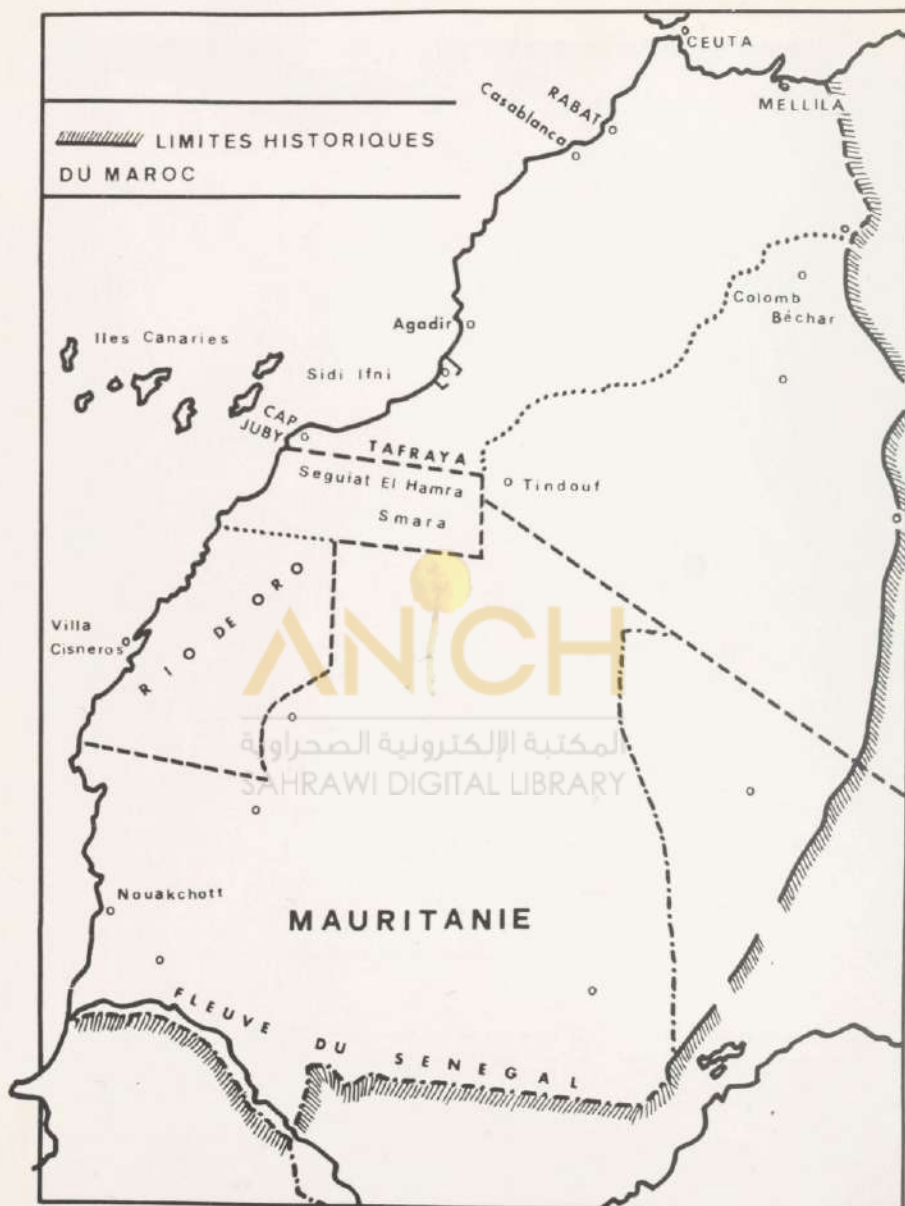 CEUTA
MELLILA
RABAT
Casablanca
LIMITES HISTORIQUES
DU MAROC
Colomb
Béchar
Agadir
Iles Canaries
Sidi Ifni
CAP
JUBY
TAFRAYA
Seguiat El Hamra
Tindouf
Smara
RIO DE ORO
Villa
Cisneros
ANCH
المكتبة الإلكترونية الصحراوية
SAHRAWI DIGITAL LIBRARY
Nouakchott
MAURITANIE
FLEUVE DU SENEGAL